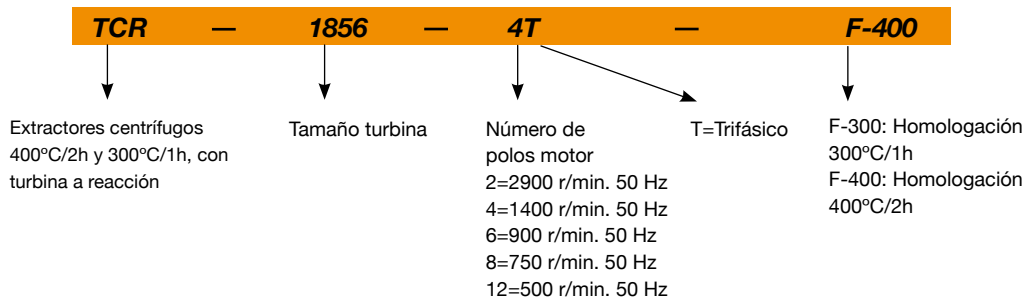 TCR — 1856 — 4T — F-400
Extractores centrífugos
400ºC/2h y 300ºC/1h, con
turbina a reacción
Tamaño turbina
Número de
polos motor
2=2900 r/min. 50 Hz
4=1400 r/min. 50 Hz
6=900 r/min. 50 Hz
8=750 r/min. 50 Hz
12=500 r/min. 50 Hz
T=Trifásico
F-300: Homologación
300ºC/1h
F-400: Homologación
400ºC/2h